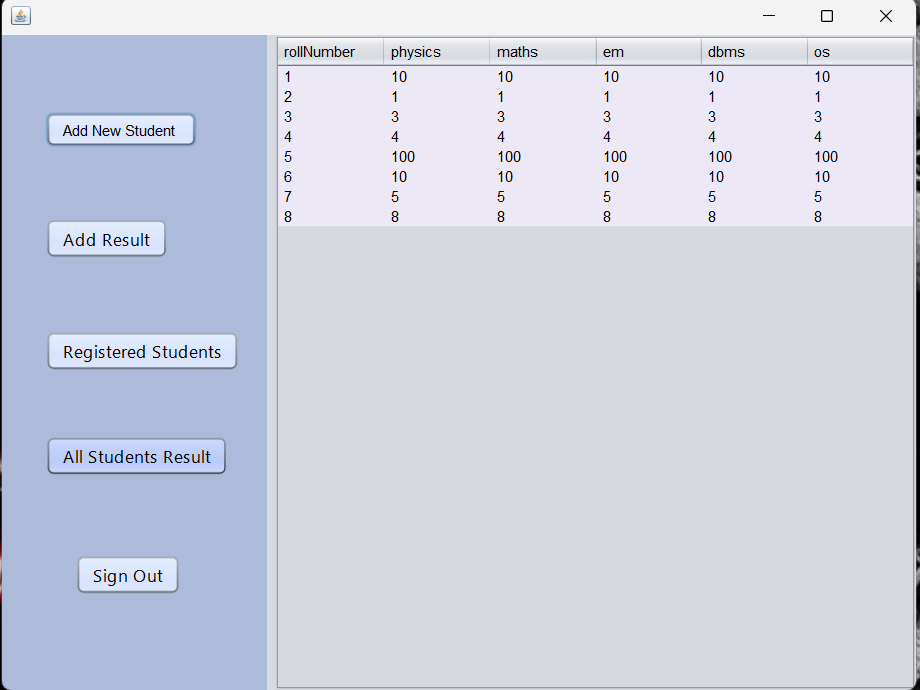 Add New Student
Add Result
Registered Students
All Students Result
Sign Out
rollNumber physics maths em dbms os
1 10 10 10 10 10
2 1 1 1 1 1
3 3 3 3 3 3
4 4 4 4 4 4
5 100 100 100 100 100
6 10 10 10 10 10
7 5 5 5 5 5
8 8 8 8 8 8